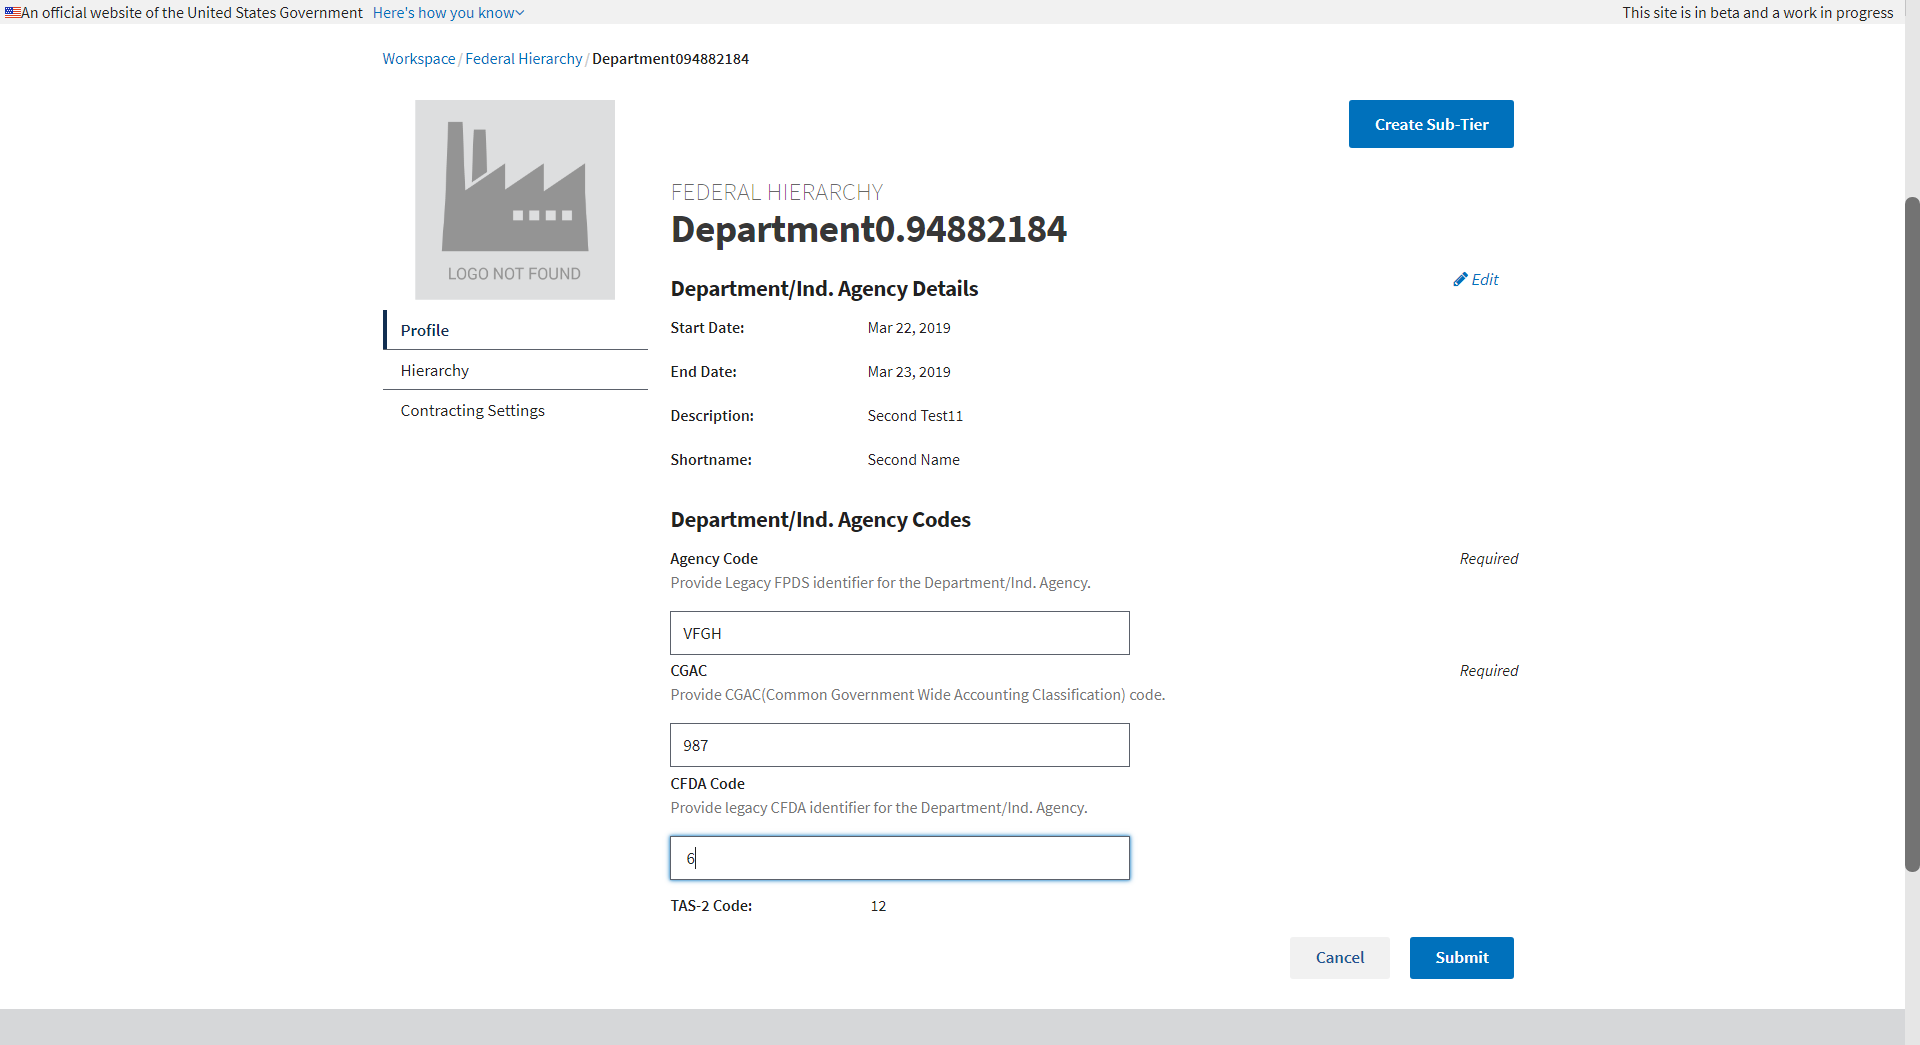 An official website of the United States Government Here's how you know
This site is in beta and a work in progress
Workspace / Federal Hierarchy / Department094882184
LOGO NOT FOUND
Create Sub-Tier
Profile
Hierarchy
Contracting Settings
FEDERAL HIERARCHY
Department0.94882184
Department/Ind. Agency Details
Edit
Start Date: Mar 22, 2019
End Date: Mar 23, 2019
Description: Second Test11
Shortname: Second Name
Department/Ind. Agency Codes
Agency Code Required
Provide Legacy FPDS identifier for the Department/Ind. Agency.
VFGH
CGAC Required
Provide CGAC(Common Government Wide Accounting Classification) code.
987
CFDA Code
Provide legacy CFDA identifier for the Department/Ind. Agency.
6
TAS-2 Code: 12
Cancel Submit